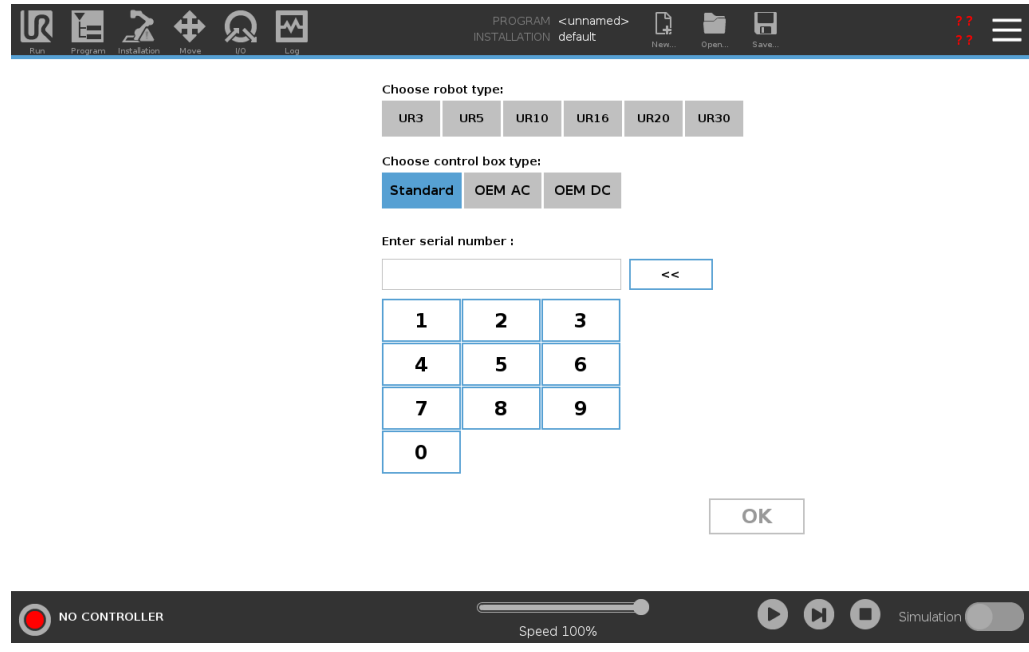 UR
Run Program Installation Move I/O Log
PROGRAM <unnamed>
INSTALLATION default
New... Open... Save...
? ?
? ?
Choose robot type:
UR3 UR5 UR10 UR16 UR20 UR30
Choose control box type:
Standard OEM AC OEM DC
Enter serial number :
<<
1 2 3
4 5 6
7 8 9
0
OK
NO CONTROLLER
Speed 100%
Simulation